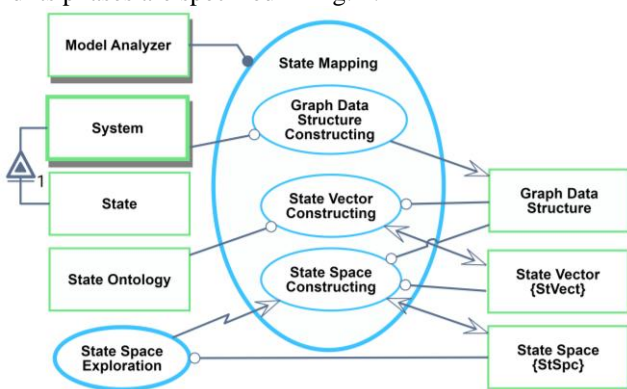 Model Analyzer
State Mapping
Graph Data
Structure
Constructing
System
1
State
State Vector
Constructing
Graph Data
Structure
State Ontology
State Space
Constructing
State Vector
{StVect}
State Space
Exploration
State Space
{StSpc}